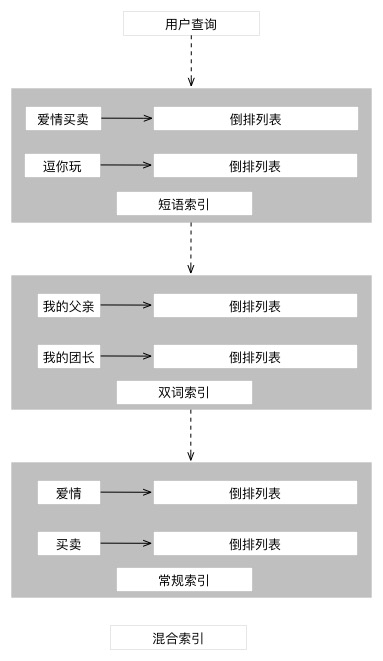 用户查询
爱情买卖 倒排列表
逗你玩 倒排列表
短语索引
我的父亲 倒排列表
我的团长 倒排列表
双词索引
爱情 倒排列表
买卖 倒排列表
常规索引
混合索引